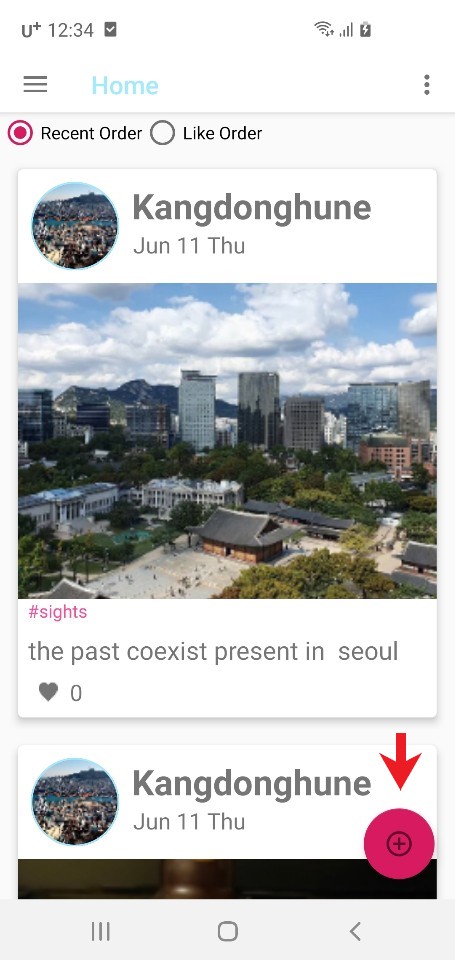 U+ 12:34
Home
Recent Order Like Order
Kangdonghune
Jun 11 Thu
#sights
the past coexist present in  seoul
0
Kangdonghune
Jun 11 Thu